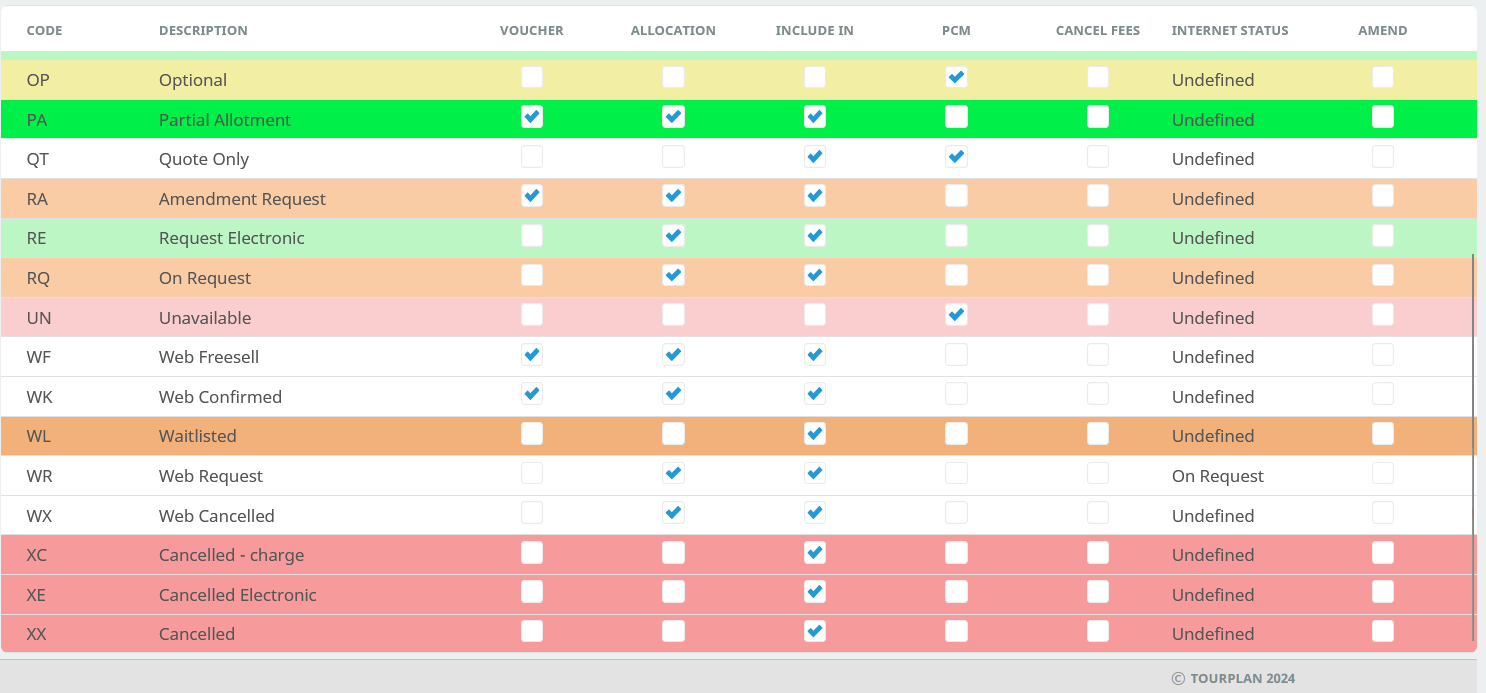 CODE DESCRIPTION VOUCHER ALLOCATION INCLUDE IN PCM CANCEL FEES INTERNET STATUS AMEND
OP Optional Undefined
PA Partial Allotment Undefined
QT Quote Only Undefined
RA Amendment Request Undefined
RE Request Electronic Undefined
RQ On Request Undefined
UN Unavailable Undefined
WF Web Freesell Undefined
WK Web Confirmed Undefined
WL Waitlisted Undefined
WR Web Request On Request
WX Web Cancelled Undefined
XC Cancelled - charge Undefined
XE Cancelled Electronic Undefined
XX Cancelled Undefined
© TOURPLAN 2024